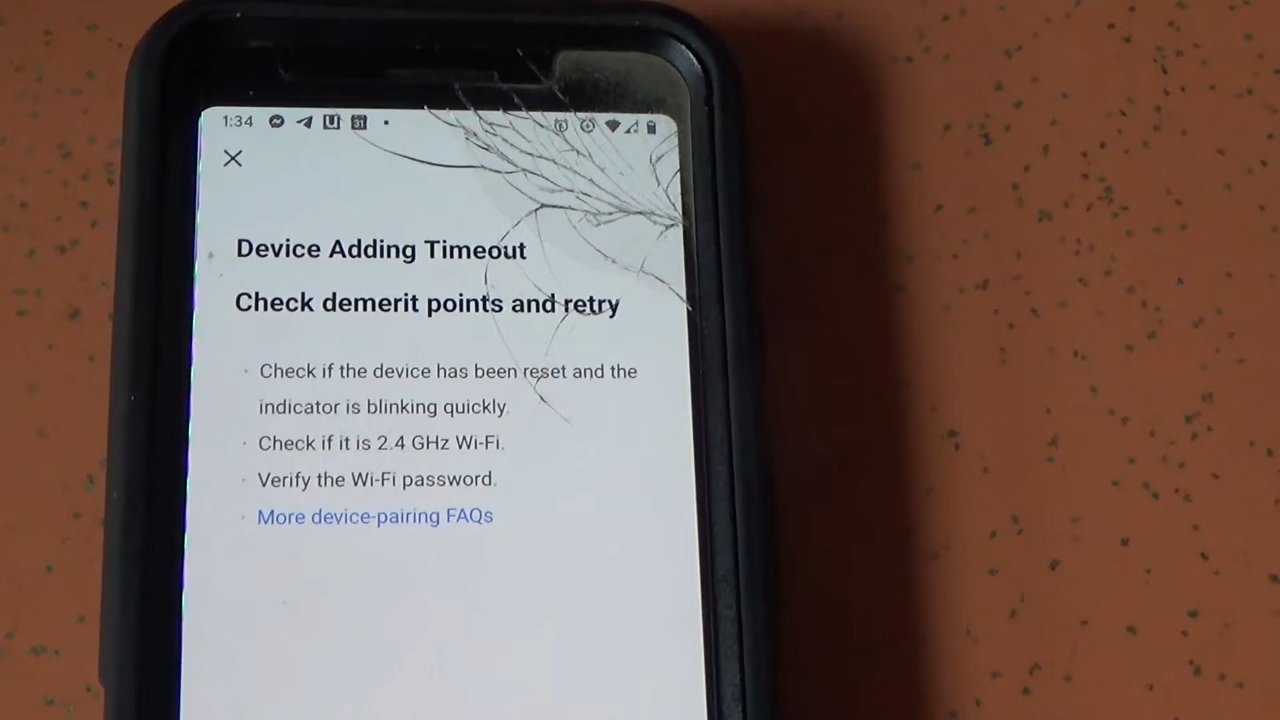 1:34
31
Device Adding Timeout
Check demerit points and retry
· Check if the device has been reset and the
indicator is blinking quickly.
· Check if it is 2.4 GHz Wi-Fi.
· Verify the Wi-Fi password.
· More device-pairing FAQs